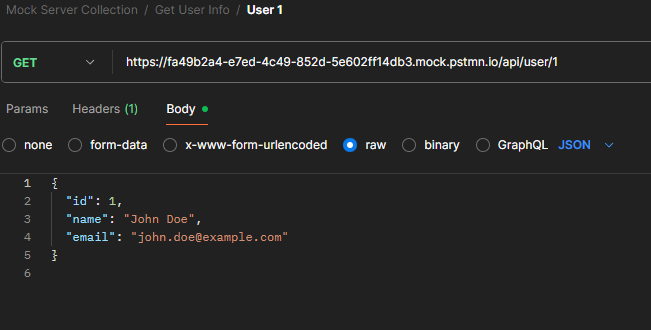 Mock Server Collection / Get User Info / User 1
GET https://fa49b2a4-e7ed-4c49-852d-5e602ff14db3.mock.pstmn.io/api/user/1
Params Headers (1) Body
none form-data x-www-form-urlencoded raw binary GraphQL JSON
1 {
2 "id": 1,
3 "name": "John Doe",
4 "email": "john.doe@example.com"
5 }
6